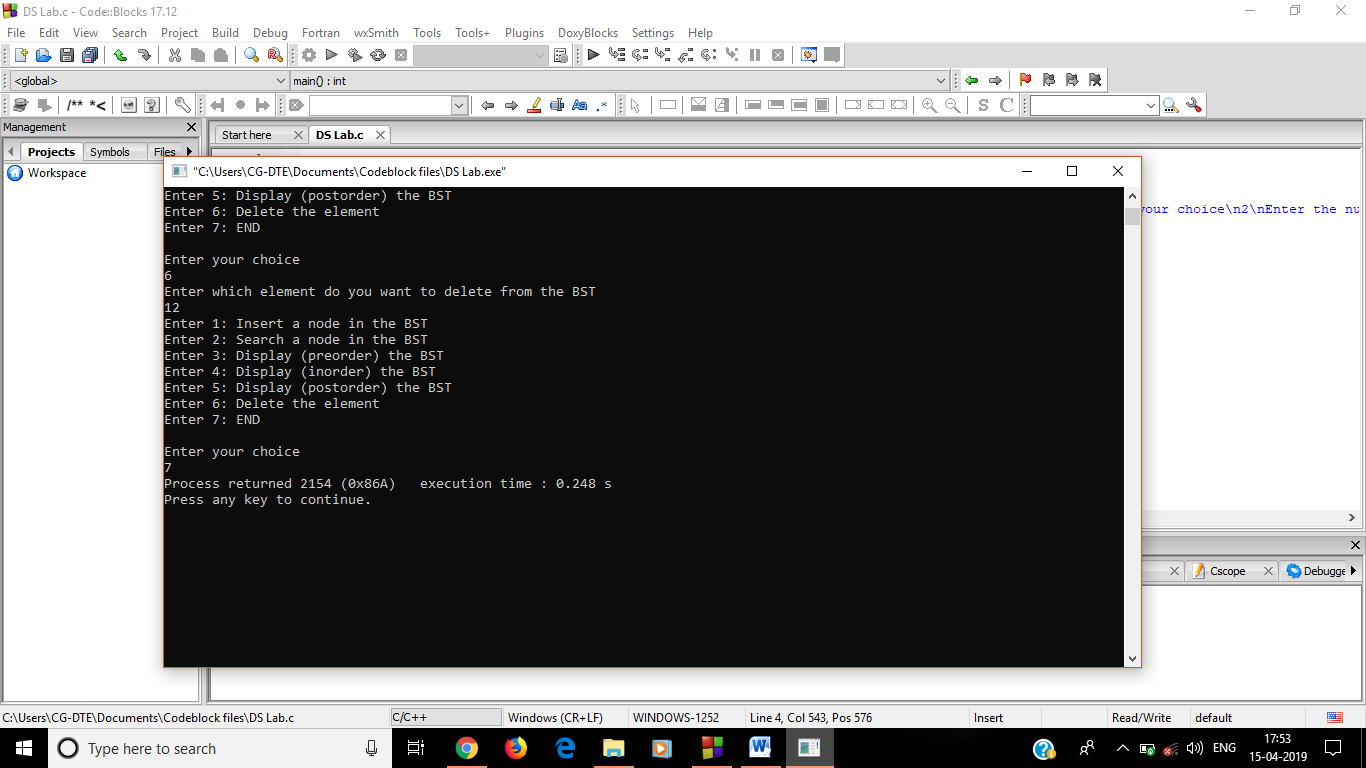 DS Lab.c - Code::Blocks 17.12
File Edit View Search Project Build Debug Fortran wxSmith Tools Tools+ Plugins DoxyBlocks Settings Help
<global> main() : int
/** *< Aa .* S C
Management
Start here DS Lab.c
Projects Symbols Files
Workspace
"C:\Users\CG-DTE\Documents\Codeblock files\DS Lab.exe"
Enter 5: Display (postorder) the BST
Enter 6: Delete the element
your choice\n2\nEnter the nu
Enter 7: END
Enter your choice
6
Enter which element do you want to delete from the BST
12
Enter 1: Insert a node in the BST
Enter 2: Search a node in the BST
Enter 3: Display (preorder) the BST
Enter 4: Display (inorder) the BST
Enter 5: Display (postorder) the BST
Enter 6: Delete the element
Enter 7: END
Enter your choice
7
Process returned 2154 (0x86A)   execution time : 0.248 s
Press any key to continue.
Cscope Debugge
C:\Users\CG-DTE\Documents\Codeblock files\DS Lab.c C/C++ Windows (CR+LF) WINDOWS-1252 Line 4, Col 543, Pos 576 Insert Read/Write default
Type here to search ENG 17:53
15-04-2019